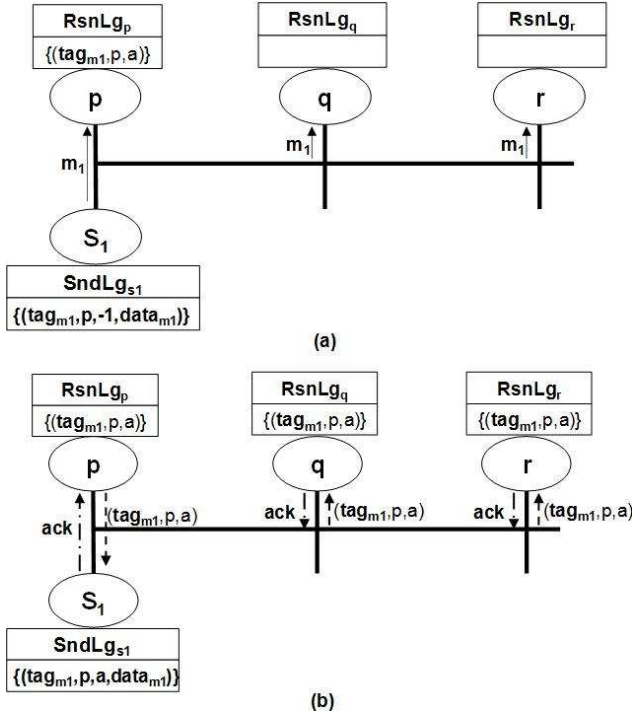 RsnLgp RsnLgq RsnLgr
{(tagm1,p,a)}
p q r
m1 m1 m1
S1
SndLgs1
{(tagm1,p,-1,datam1)}
(a)
RsnLgp RsnLgq RsnLgr
{(tagm1,p,a)} {(tagm1,p,a)} {(tagm1,p,a)}
p q r
ack (tagm1,p,a) ack (tagm1,p,a) ack (tagm1,p,a)
S1
SndLgs1
{(tagm1,p,a,datam1)}
(b)